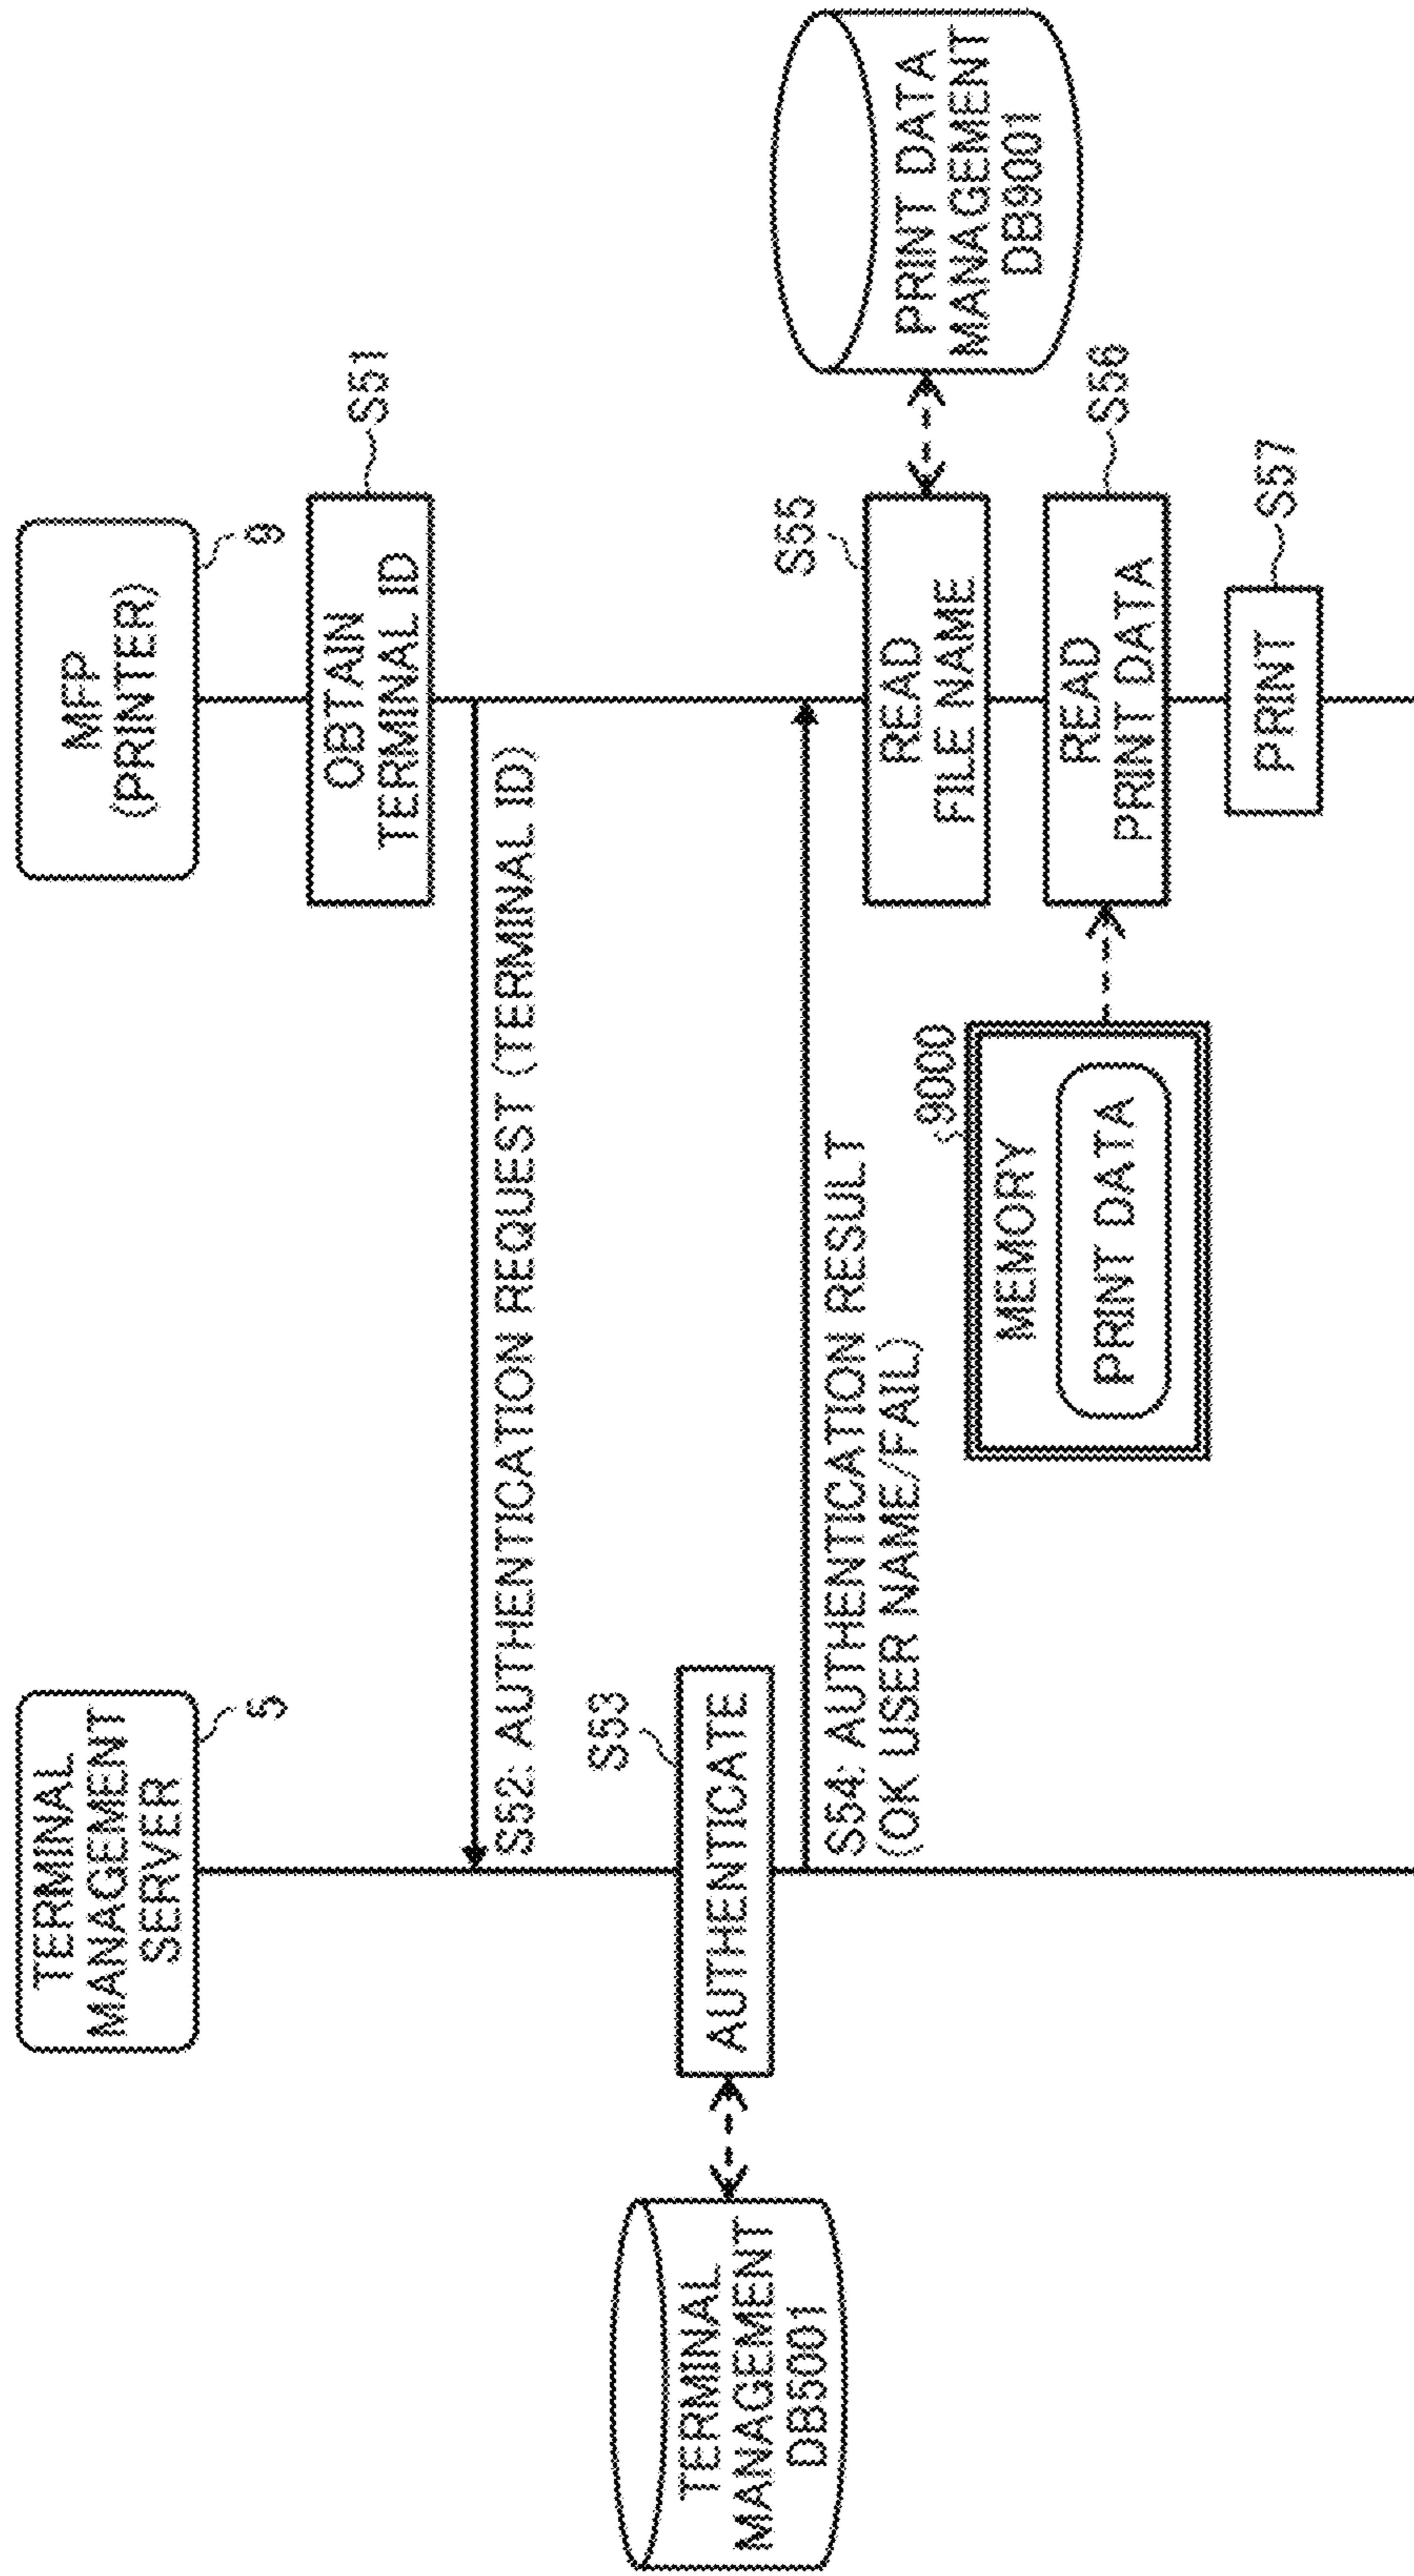 TERMINAL
MANAGEMENT
SERVER
5
MFP
(PRINTER)
9
OBTAIN
TERMINAL ID
S51
S52: AUTHENTICATION REQUEST (TERMINAL ID)
TERMINAL
MANAGEMENT
DB5001
AUTHENTICATE
S53
S54: AUTHENTICATION RESULT
(OK USER NAME/FAIL)
READ
FILE NAME
S55
PRINT DATA
MANAGEMENT
DB9001
MEMORY
PRINT DATA
9000
READ
PRINT DATA
S56
PRINT
S57